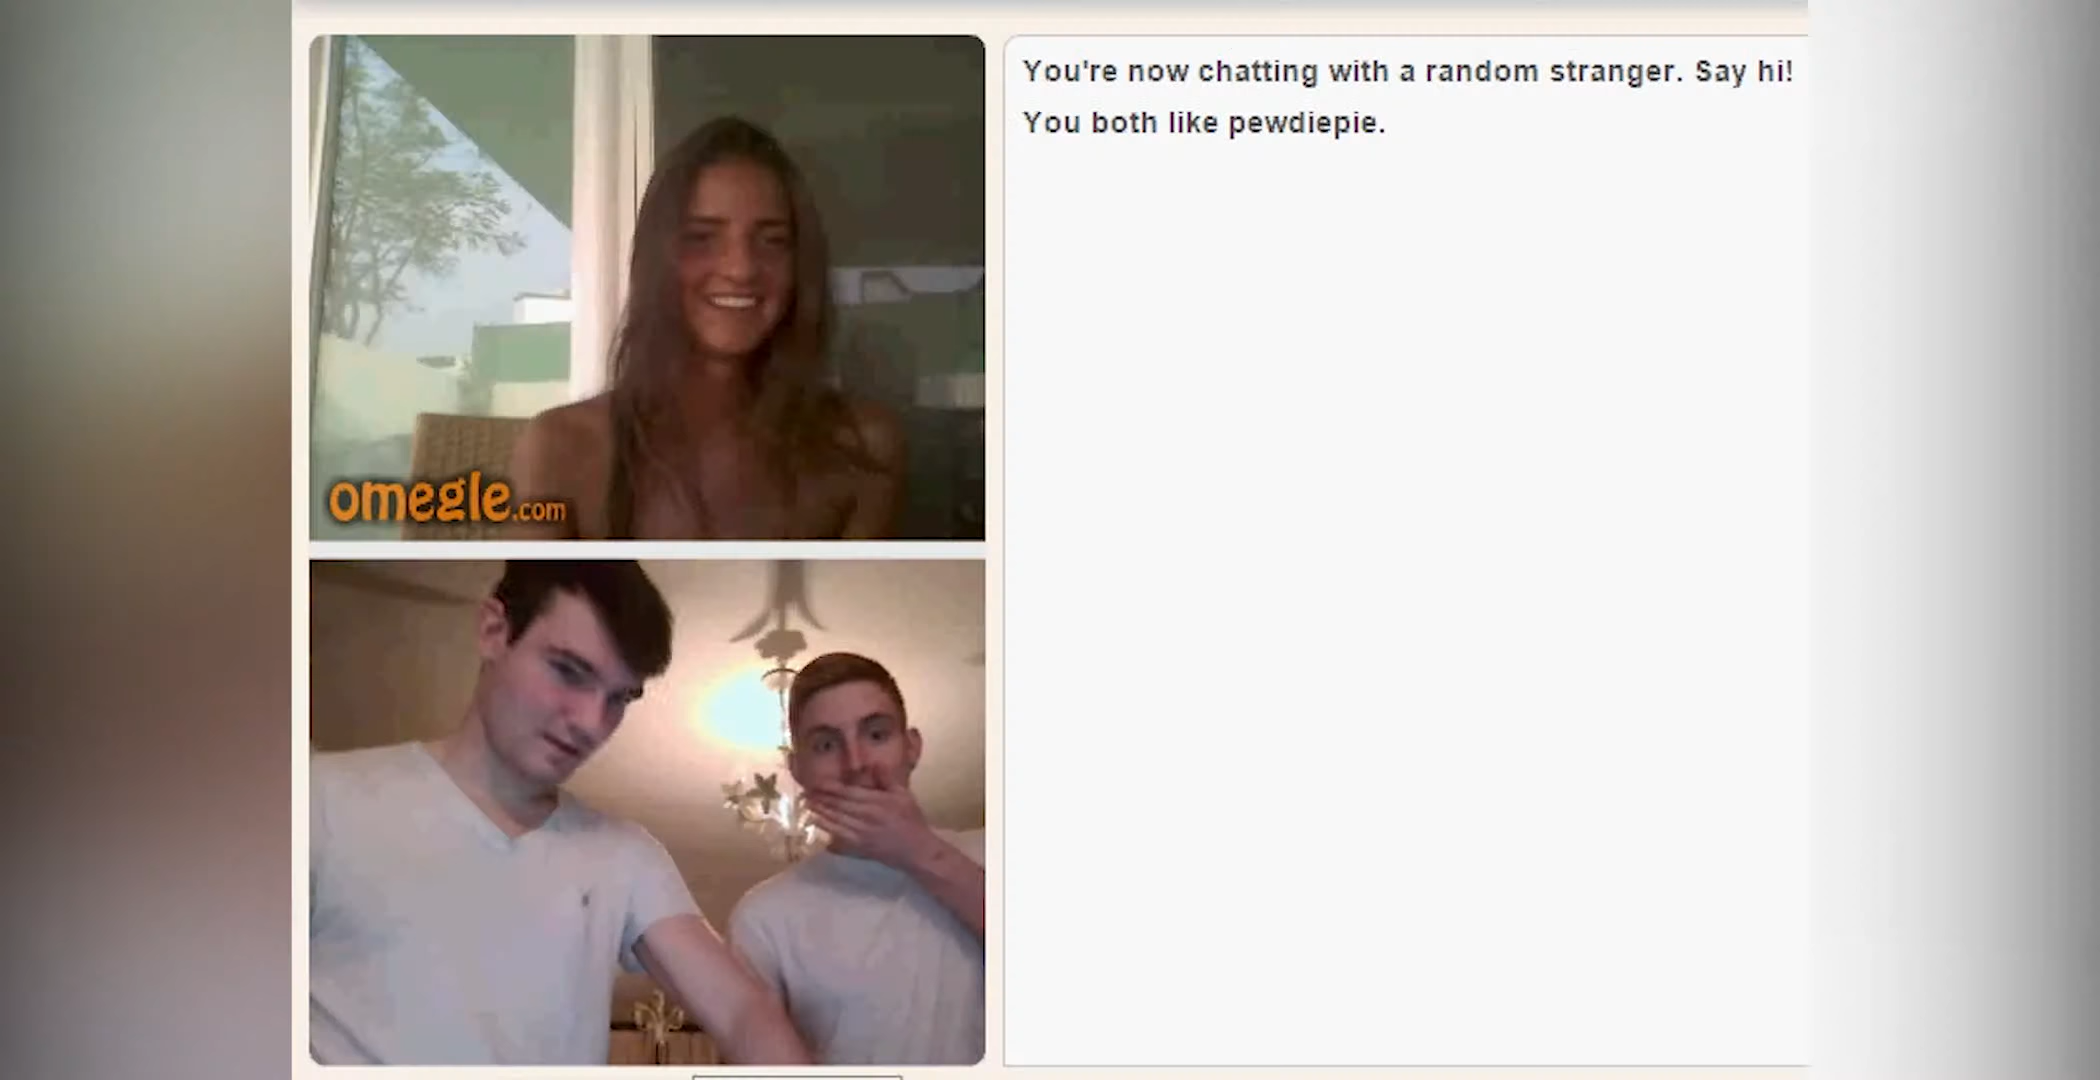 You're now chatting with a random stranger. Say hi!
You both like pewdiepie.
omegle.com